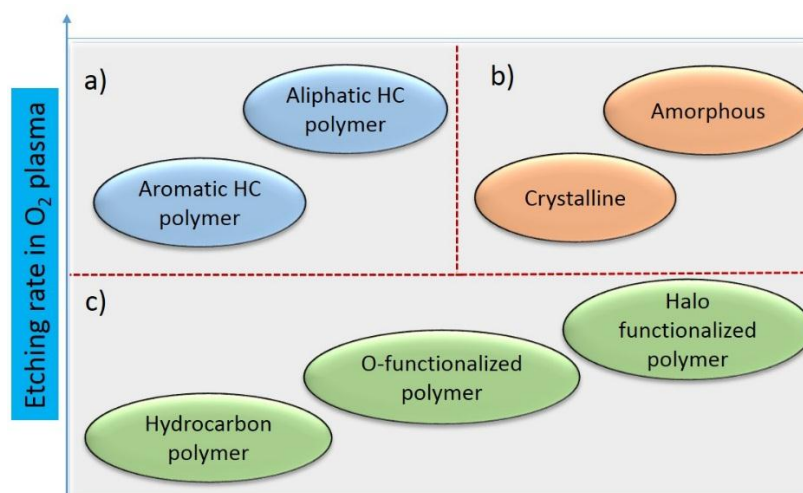 Etching rate in O2 plasma
a)
Aliphatic HC
polymer
Aromatic HC
polymer
b)
Amorphous
Crystalline
c)
Halo
functionalized
polymer
O-functionalized
polymer
Hydrocarbon
polymer